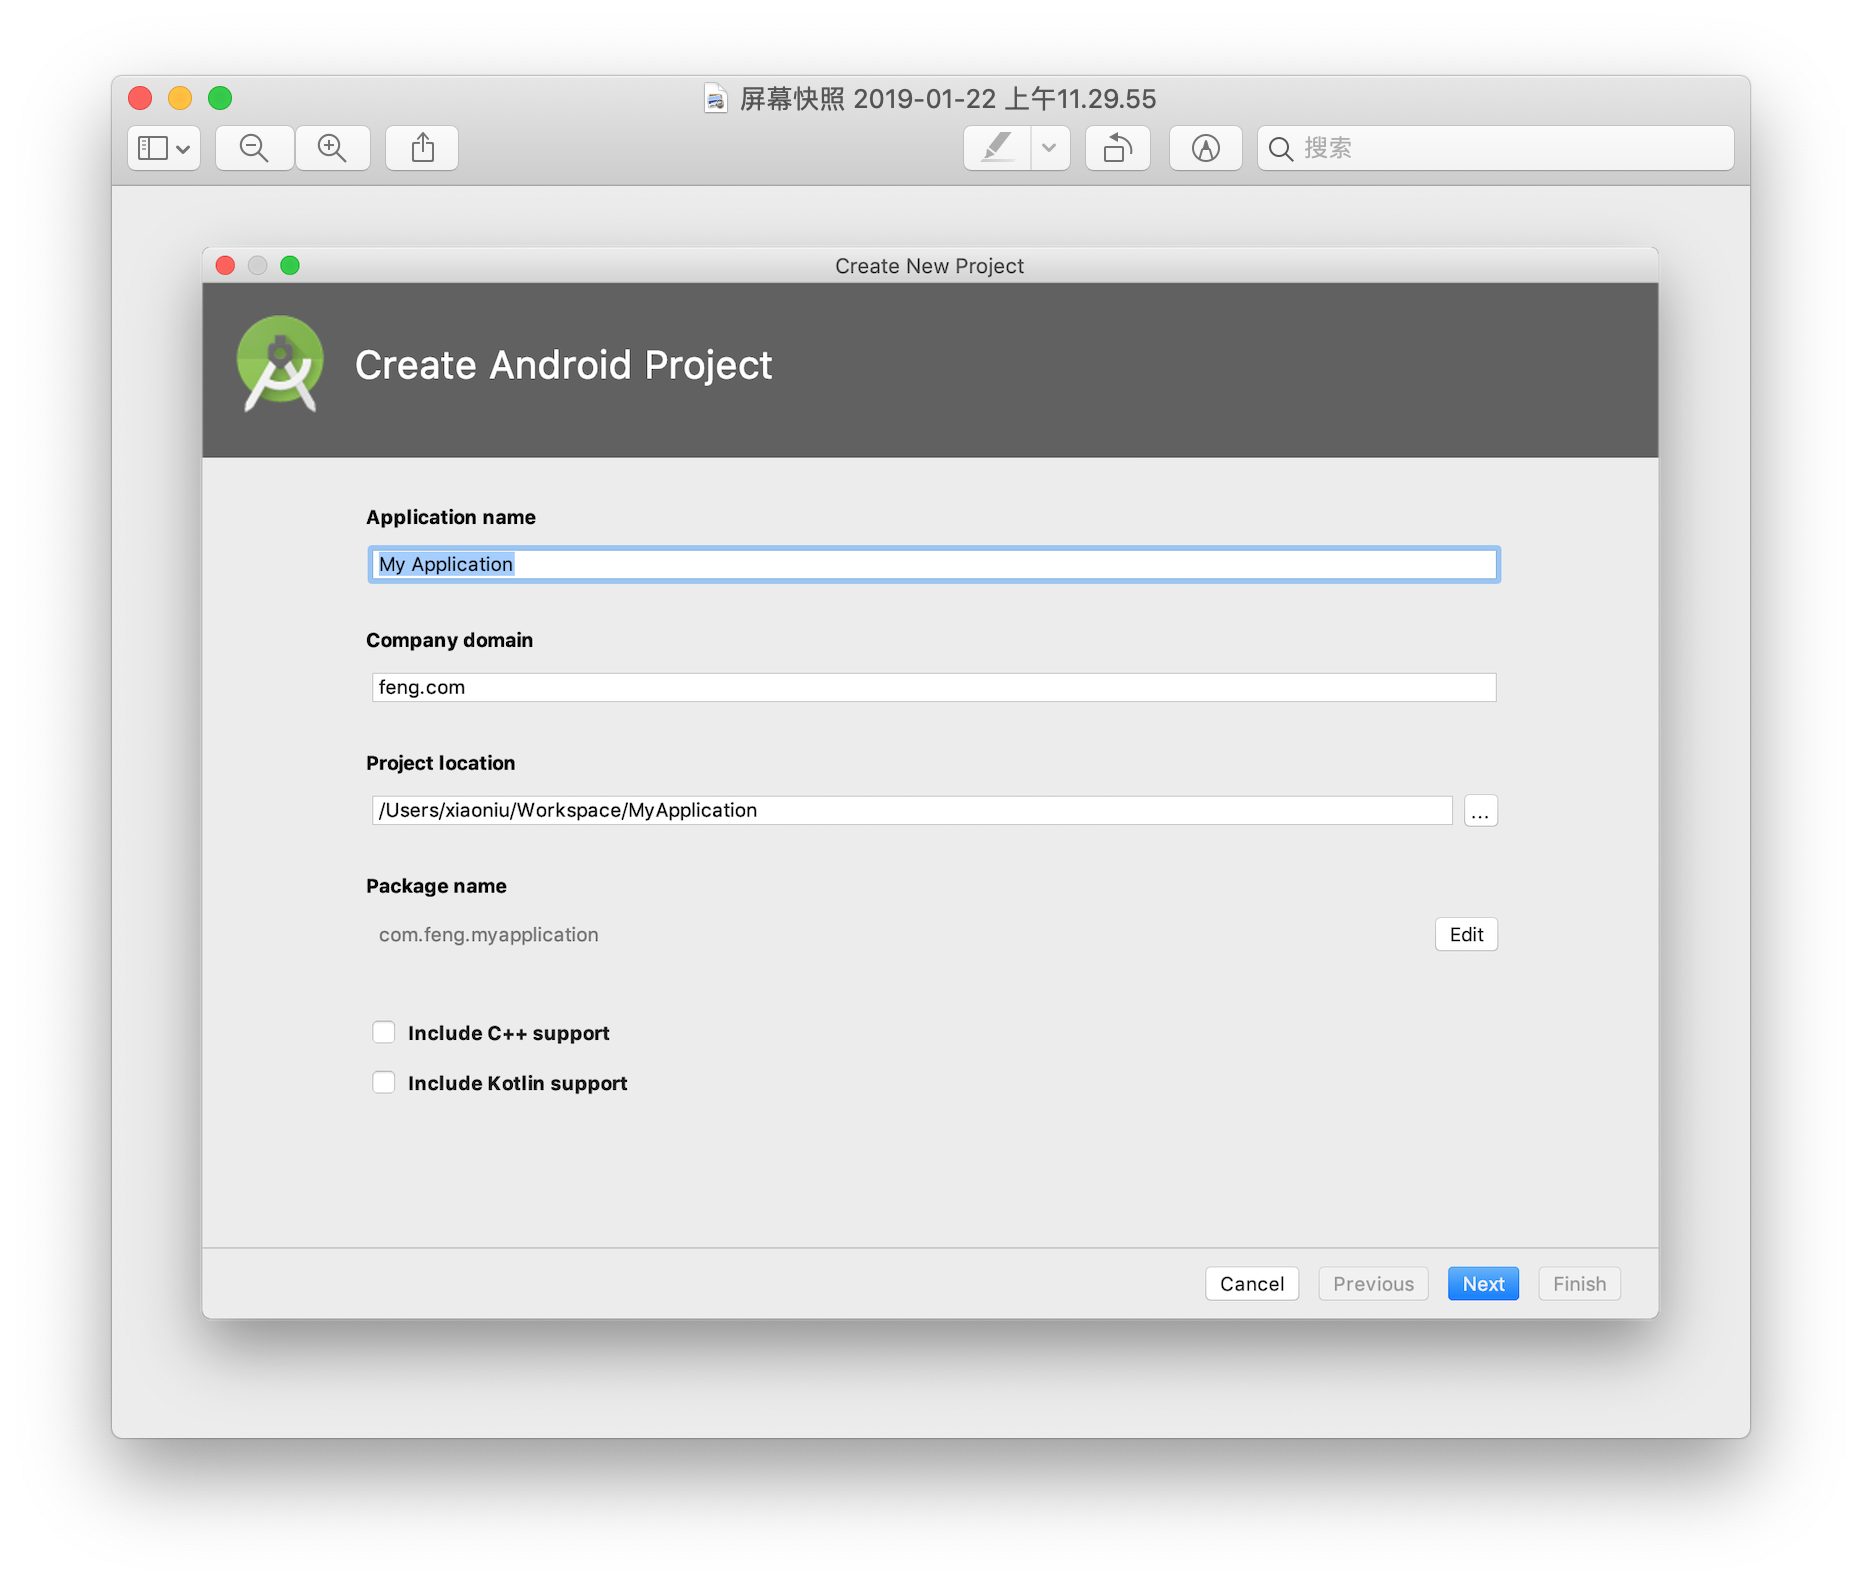 屏幕快照 2019-01-22 上午11.29.55
搜索
Create New Project
Create Android Project
Application name
My Application
Company domain
feng.com
Project location
/Users/xiaoniu/Workspace/MyApplication
...
Package name
com.feng.myapplication
Edit
Include C++ support
Include Kotlin support
Cancel
Previous
Next
Finish